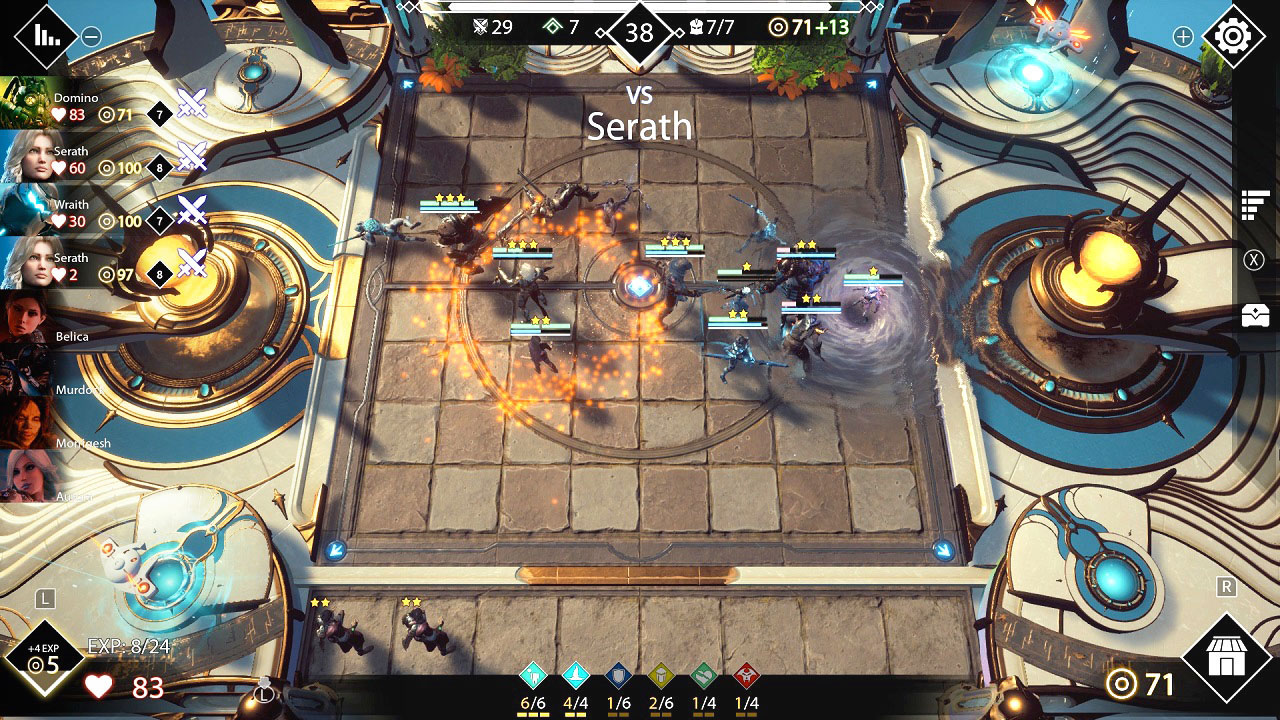 29
7
38
7/7
71+13
vs
Serath
Domino
83 71 7
Serath
60 100 8
Wraith
30 100 7
Serath
2 97 8
Belica
Murdock
Morrigesh
X
L
R
+4 EXP
5
EXP: 8/24
83
L
71
6/6 4/4 1/6 2/6 1/4 1/4